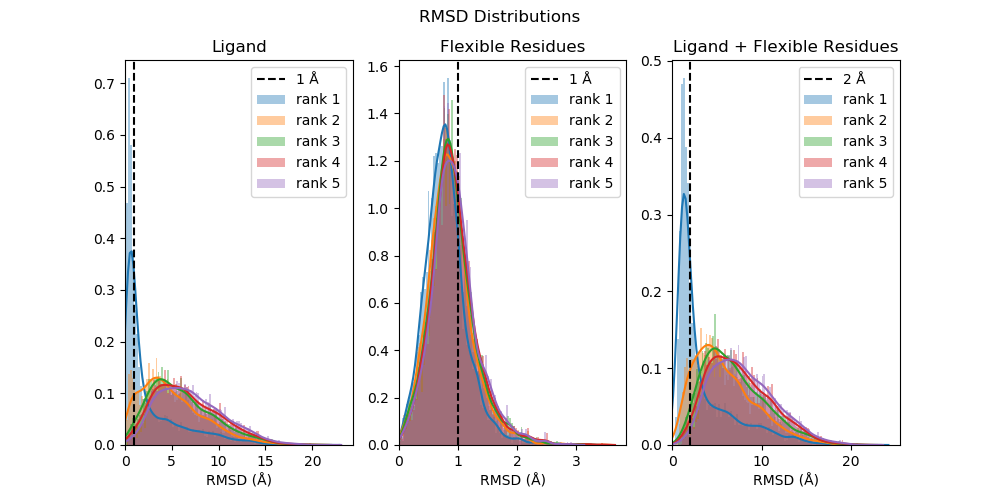 RMSD Distributions
Ligand
0.7
0.6
0.5
0.4
0.3
0.2
0.1
0.0
0
5
10
15
20
RMSD (Å)
1 Å
rank 1
rank 2
rank 3
rank 4
rank 5
Flexible Residues
1.6
1.4
1.2
1.0
0.8
0.6
0.4
0.2
0.0
0
1
2
3
RMSD (Å)
1 Å
rank 1
rank 2
rank 3
rank 4
rank 5
Ligand + Flexible Residues
0.5
0.4
0.3
0.2
0.1
0.0
0
10
20
RMSD (Å)
2 Å
rank 1
rank 2
rank 3
rank 4
rank 5